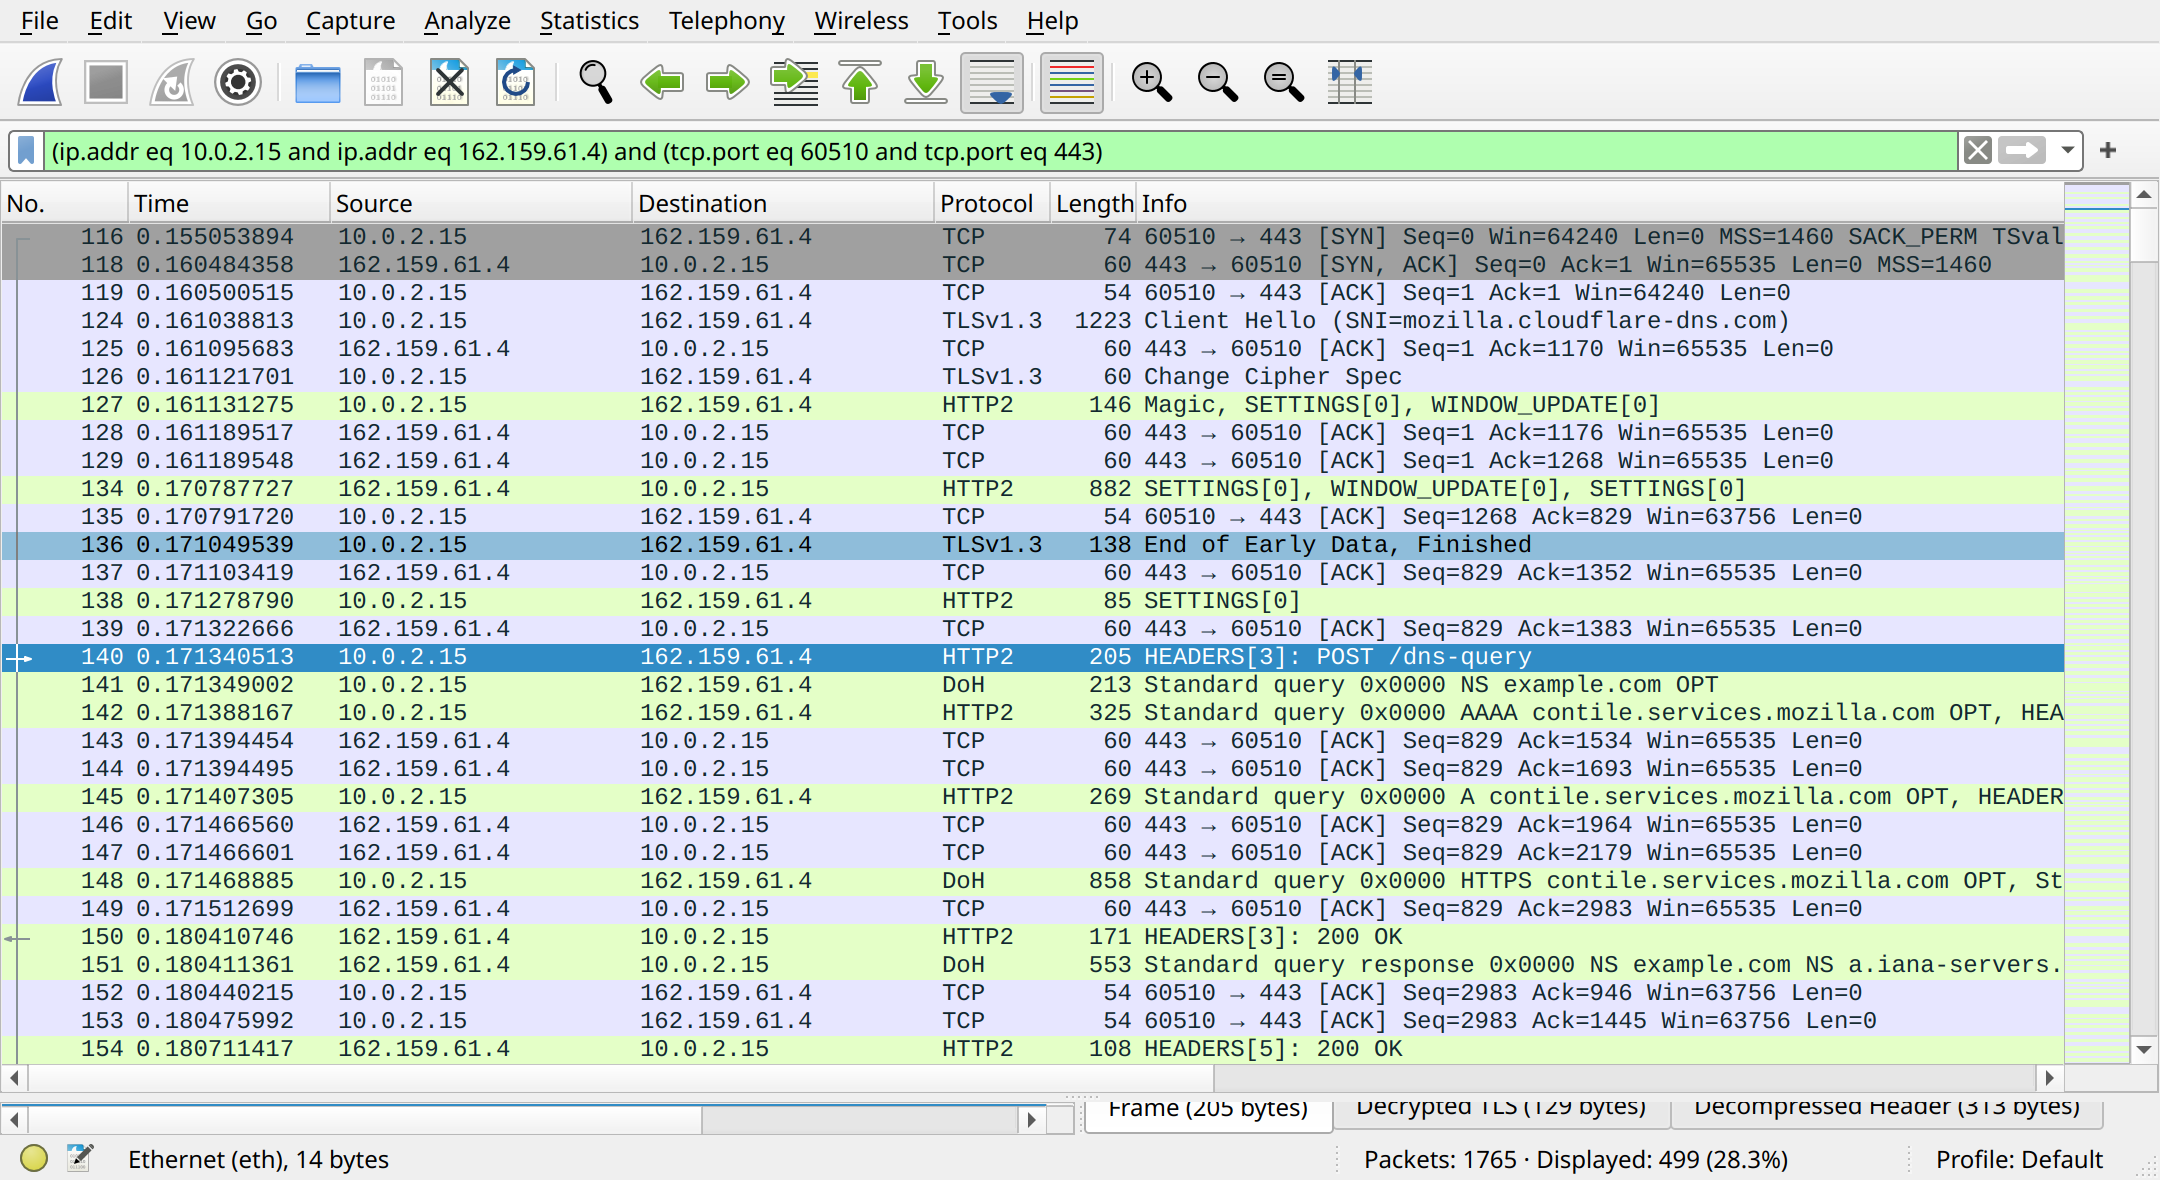 File Edit View Go Capture Analyze Statistics Telephony Wireless Tools Help
(ip.addr eq 10.0.2.15 and ip.addr eq 162.159.61.4) and (tcp.port eq 60510 and tcp.port eq 443)
No. Time Source Destination Protocol Length Info
116 0.155053894 10.0.2.15 162.159.61.4 TCP 74 60510 → 443 [SYN] Seq=0 Win=64240 Len=0 MSS=1460 SACK_PERM TSval
118 0.160484358 162.159.61.4 10.0.2.15 TCP 60 443 → 60510 [SYN, ACK] Seq=0 Ack=1 Win=65535 Len=0 MSS=1460
119 0.160500515 10.0.2.15 162.159.61.4 TCP 54 60510 → 443 [ACK] Seq=1 Ack=1 Win=64240 Len=0
124 0.161038813 10.0.2.15 162.159.61.4 TLSv1.3 1223 Client Hello (SNI=mozilla.cloudflare-dns.com)
125 0.161095683 162.159.61.4 10.0.2.15 TCP 60 443 → 60510 [ACK] Seq=1 Ack=1170 Win=65535 Len=0
126 0.161121701 10.0.2.15 162.159.61.4 TLSv1.3 60 Change Cipher Spec
127 0.161131275 10.0.2.15 162.159.61.4 HTTP2 146 Magic, SETTINGS[0], WINDOW_UPDATE[0]
128 0.161189517 162.159.61.4 10.0.2.15 TCP 60 443 → 60510 [ACK] Seq=1 Ack=1176 Win=65535 Len=0
129 0.161189548 162.159.61.4 10.0.2.15 TCP 60 443 → 60510 [ACK] Seq=1 Ack=1268 Win=65535 Len=0
134 0.170787727 162.159.61.4 10.0.2.15 HTTP2 882 SETTINGS[0], WINDOW_UPDATE[0], SETTINGS[0]
135 0.170791720 10.0.2.15 162.159.61.4 TCP 54 60510 → 443 [ACK] Seq=1268 Ack=829 Win=63756 Len=0
136 0.171049539 10.0.2.15 162.159.61.4 TLSv1.3 138 End of Early Data, Finished
137 0.171103419 162.159.61.4 10.0.2.15 TCP 60 443 → 60510 [ACK] Seq=829 Ack=1352 Win=65535 Len=0
138 0.171278790 10.0.2.15 162.159.61.4 HTTP2 85 SETTINGS[0]
139 0.171322666 162.159.61.4 10.0.2.15 TCP 60 443 → 60510 [ACK] Seq=829 Ack=1383 Win=65535 Len=0
140 0.171340513 10.0.2.15 162.159.61.4 HTTP2 205 HEADERS[3]: POST /dns-query
141 0.171349002 10.0.2.15 162.159.61.4 DoH 213 Standard query 0x0000 NS example.com OPT
142 0.171388167 10.0.2.15 162.159.61.4 HTTP2 325 Standard query 0x0000 AAAA contile.services.mozilla.com OPT, HEA
143 0.171394454 162.159.61.4 10.0.2.15 TCP 60 443 → 60510 [ACK] Seq=829 Ack=1534 Win=65535 Len=0
144 0.171394495 162.159.61.4 10.0.2.15 TCP 60 443 → 60510 [ACK] Seq=829 Ack=1693 Win=65535 Len=0
145 0.171407305 10.0.2.15 162.159.61.4 HTTP2 269 Standard query 0x0000 A contile.services.mozilla.com OPT, HEADER
146 0.171466560 162.159.61.4 10.0.2.15 TCP 60 443 → 60510 [ACK] Seq=829 Ack=1964 Win=65535 Len=0
147 0.171466601 162.159.61.4 10.0.2.15 TCP 60 443 → 60510 [ACK] Seq=829 Ack=2179 Win=65535 Len=0
148 0.171468885 10.0.2.15 162.159.61.4 DoH 858 Standard query 0x0000 HTTPS contile.services.mozilla.com OPT, St
149 0.171512699 162.159.61.4 10.0.2.15 TCP 60 443 → 60510 [ACK] Seq=829 Ack=2983 Win=65535 Len=0
150 0.180410746 162.159.61.4 10.0.2.15 HTTP2 171 HEADERS[3]: 200 OK
151 0.180411361 162.159.61.4 10.0.2.15 DoH 553 Standard query response 0x0000 NS example.com NS a.iana-servers.
152 0.180440215 10.0.2.15 162.159.61.4 TCP 54 60510 → 443 [ACK] Seq=2983 Ack=946 Win=63756 Len=0
153 0.180475992 10.0.2.15 162.159.61.4 TCP 54 60510 → 443 [ACK] Seq=2983 Ack=1445 Win=63756 Len=0
154 0.180711417 162.159.61.4 10.0.2.15 HTTP2 108 HEADERS[5]: 200 OK
Frame (205 bytes) Decrypted TLS (129 bytes) Decompressed Header (313 bytes)
Ethernet (eth), 14 bytes Packets: 1765 · Displayed: 499 (28.3%) Profile: Default